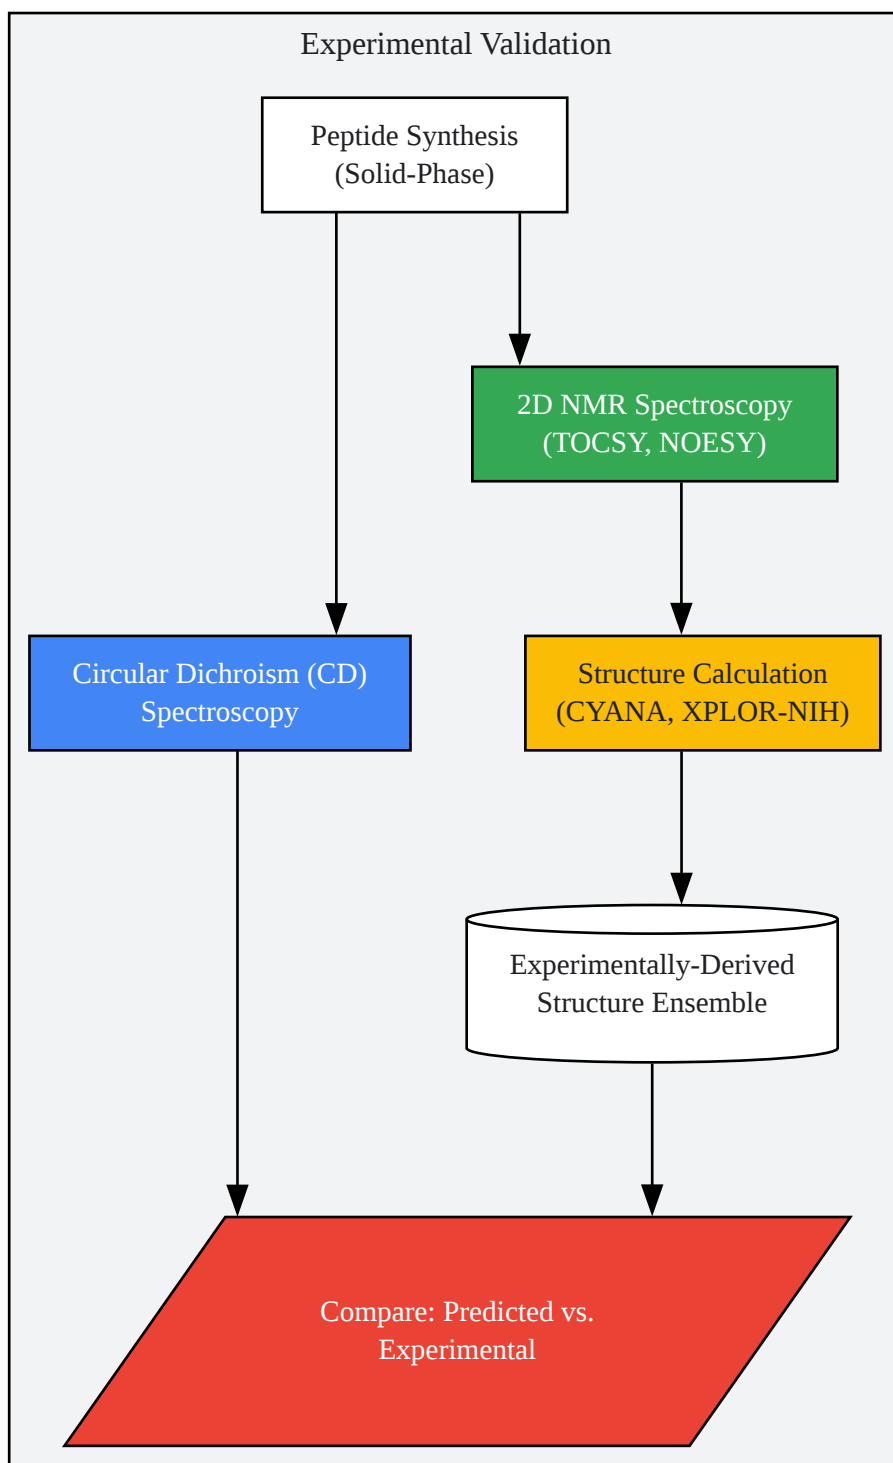 Experimental Validation
Peptide Synthesis
(Solid-Phase)
2D NMR Spectroscopy
(TOCSY, NOESY)
Circular Dichroism (CD)
Spectroscopy
Structure Calculation
(CYANA, XPLOR-NIH)
Experimentally-Derived
Structure Ensemble
Compare: Predicted vs.
Experimental